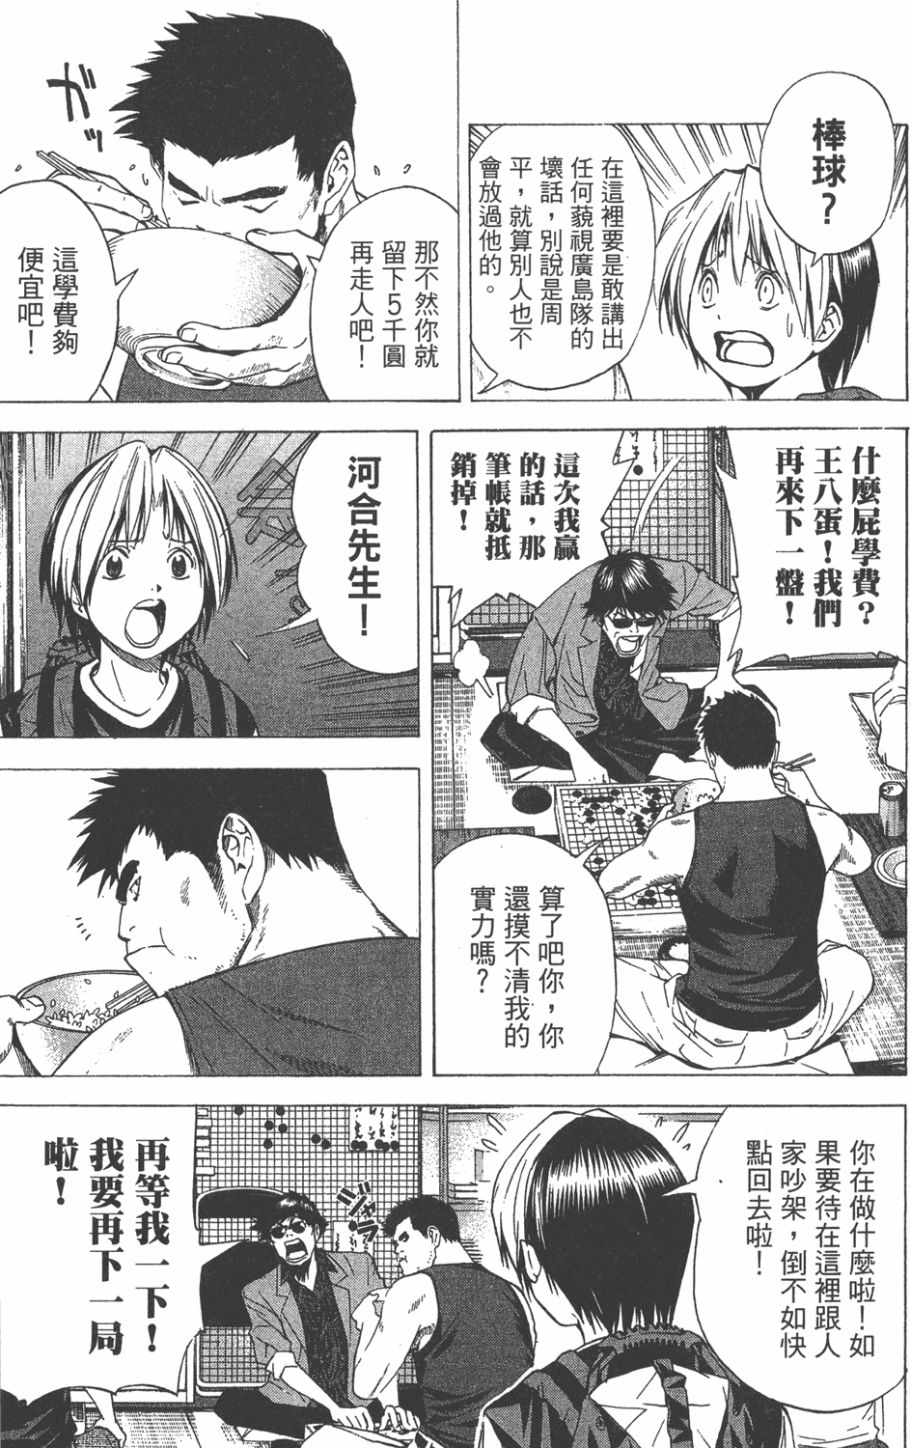 棒球？
在這裡要是敢講出
任何藐視廣島隊的
壞話，別說是周
平，就算別人也不
會放過他的。
那不然你就
留下5千圓
再走人吧！
這學費夠
便宜吧！
ガッ
什麼屁學費？
王八蛋！我們
再來下一盤！
這次我贏
的話，那
筆帳就抵
銷掉！
算了吧你，你
還摸不清我的
實力嗎？
河合先生！
你在做什麼啦！如
果要待在這裡跟人
家吵架，倒不如快
點回去啦！
再等我一下！
我要再下一局
啦！